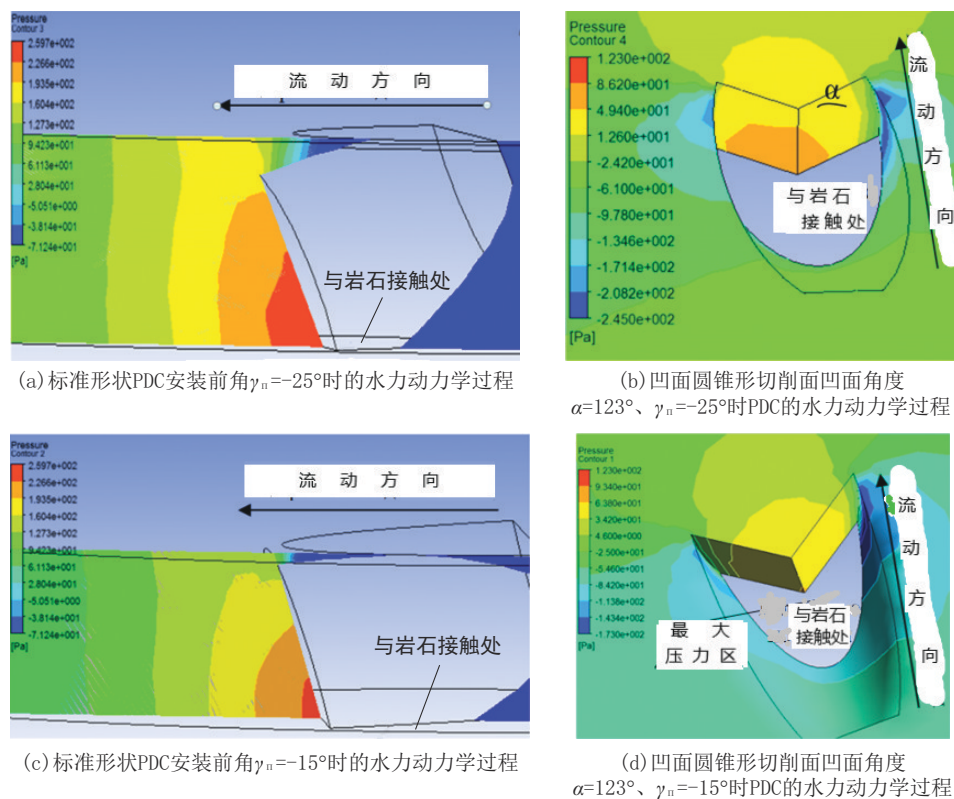 Pressure
Contour 3
2.597e+002
2.266e+002
1.935e+002
1.604e+002
1.273e+002
9.423e+001
6.113e+001
2.804e+001
-5.051e+000
-3.814e+001
-7.124e+001
[Pa]
流动方向
与岩石接触处
(a)标准形状PDC安装前角γп=-25°时的水力动力学过程
Pressure
Contour 4
1.230e+002
8.620e+001
4.940e+001
1.260e+001
-2.420e+001
-6.100e+001
-9.780e+001
-1.346e+002
-1.714e+002
-2.082e+002
-2.450e+002
[Pa]
α
与岩石
接触处
流动方向
(b)凹面圆锥形切削面凹面角度
α=123°、γп=-25°时PDC的水力动力学过程
Pressure
Contour 2
2.597e+002
2.266e+002
1.935e+002
1.604e+002
1.273e+002
9.423e+001
6.113e+001
2.804e+001
-5.051e+000
-3.814e+001
-7.124e+001
[Pa]
流动方向
与岩石接触处
(c)标准形状PDC安装前角γп=-15°时的水力动力学过程
Pressure
Contour 1
1.230e+002
9.340e+001
6.380e+001
3.420e+001
4.600e+000
-2.500e+001
-5.460e+001
-8.420e+001
-1.138e+002
-1.434e+002
-1.730e+002
[Pa]
最大
压力区
与岩石
接触处
流动方向
(d)凹面圆锥形切削面凹面角度
α=123°、γп=-15°时PDC的水力动力学过程